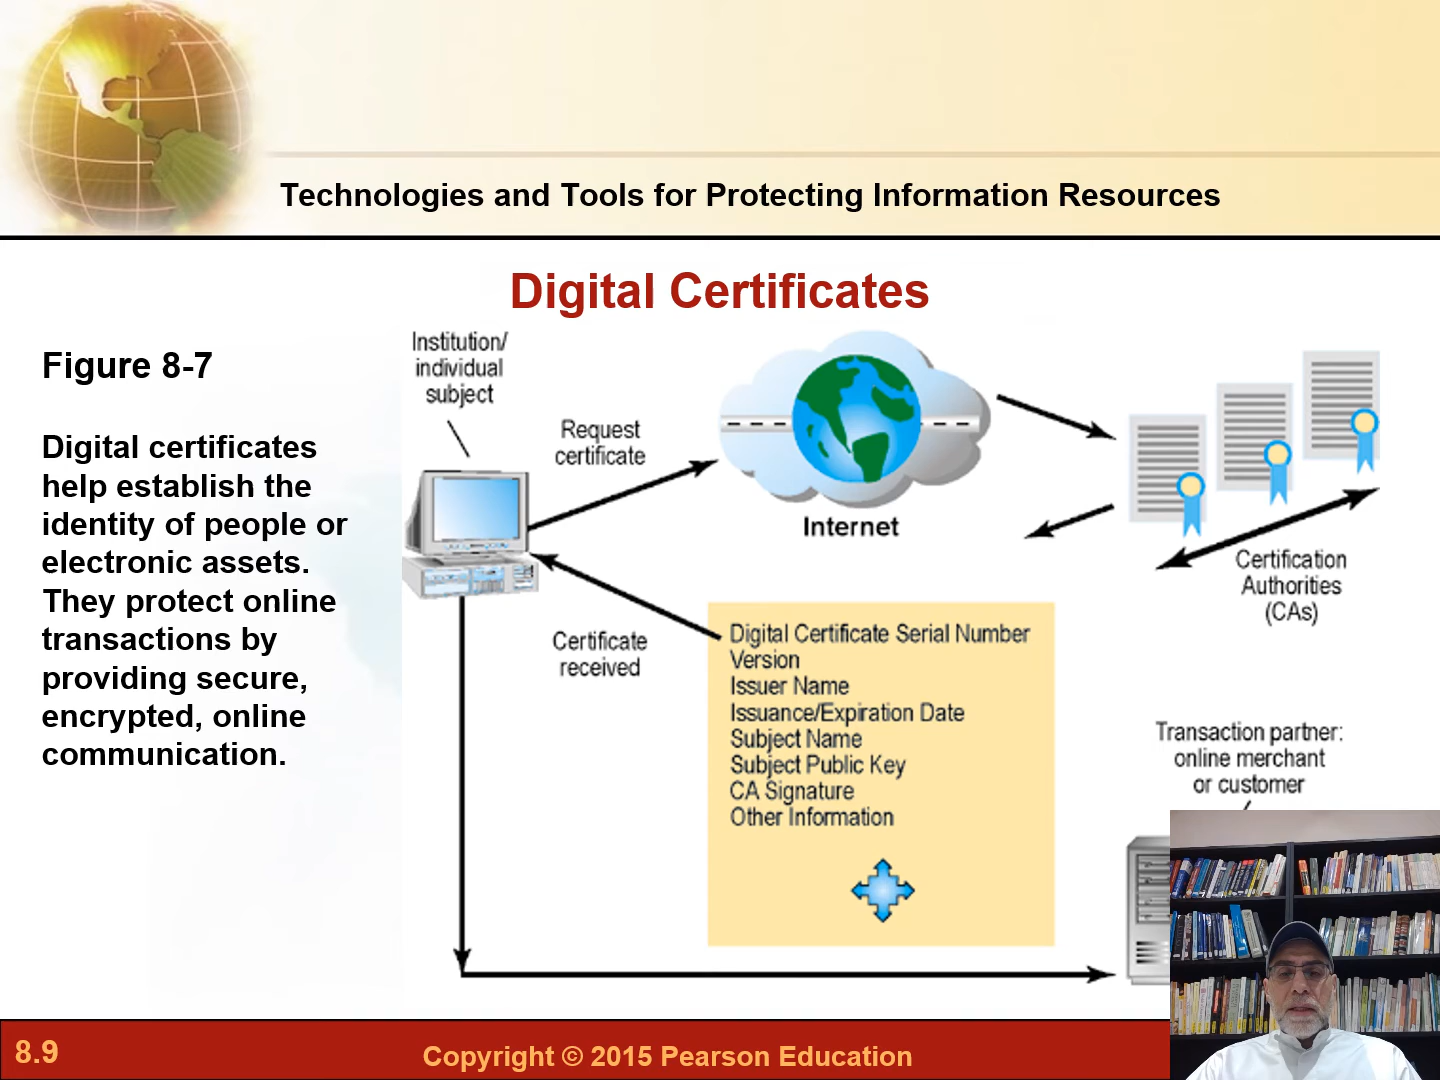 Technologies and Tools for Protecting Information Resources
Digital Certificates
Figure 8-7
Digital certificates
help establish the
identity of people or
electronic assets.
They protect online
transactions by
providing secure,
encrypted, online
communication.
Institution/
individual
subject
Request
certificate
Internet
Certification
Authorities
(CAs)
Certificate
received
Digital Certificate Serial Number
Version
Issuer Name
Issuance/Expiration Date
Subject Name
Subject Public Key
CA Signature
Other Information
Transaction partner:
online merchant
or customer
8.9
Copyright © 2015 Pearson Education